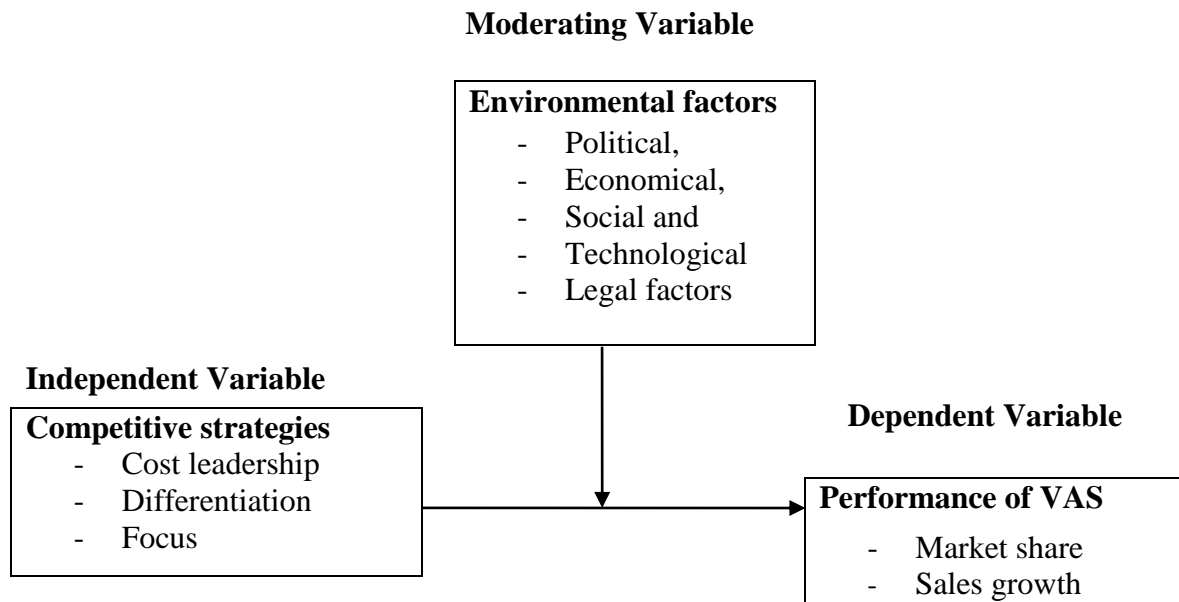 Moderating Variable
Environmental factors
- Political,
- Economical,
- Social and
- Technological
- Legal factors
Independent Variable
Competitive strategies
- Cost leadership
- Differentiation
- Focus
Dependent Variable
Performance of VAS
- Market share
- Sales growth